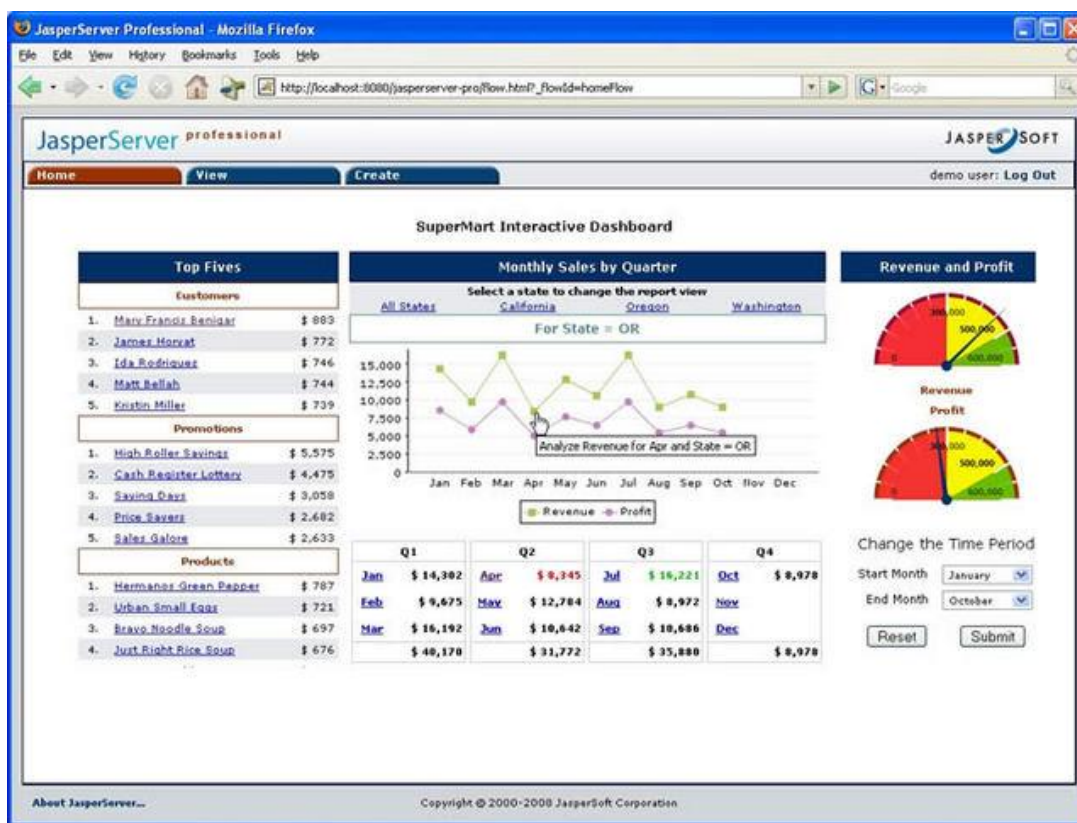 JasperServer Professional - Mozilla Firefox
File Edit View History Bookmarks Tools Help
http://localhost:8080/jasperserver-pro/flow.html?_flowId=homeFlow
Google
JasperServer professional
JASPERSOFT
Home View Create
demo user: Log Out
SuperMart Interactive Dashboard
Top Fives
Customers
1. Mary Francis Benigar $ 883
2. James Horvat $ 772
3. Ida Rodriguez $ 746
4. Matt Bellah $ 744
5. Kristin Miller $ 739
Promotions
1. High Roller Savings $ 5,575
2. Cash Register Lottery $ 4,475
3. Saving Days $ 3,058
4. Price Savers $ 2,682
5. Sales Galore $ 2,633
Products
1. Hermanos Green Pepper $ 787
2. Urban Small Eggs $ 721
3. Bravo Noodle Soup $ 697
4. Just Right Rice Soup $ 676
Monthly Sales by Quarter
Select a state to change the report view
All States California Oregon Washington
For State = OR
15,000
12,500
10,000
7,500
5,000
2,500
0
Analyze Revenue for Apr and State = OR
Jan Feb Mar Apr May Jun Jul Aug Sep Oct Nov Dec
Revenue Profit
Q1 Q2 Q3 Q4
Jan $ 14,302 Apr $ 8,345 Jul $ 16,221 Oct $ 8,978
Feb $ 9,675 May $ 12,784 Aug $ 8,972 Nov
Mar $ 16,192 Jun $ 10,642 Sep $ 10,686 Dec
$ 40,170 $ 31,772 $ 35,880 $ 8,978
Revenue and Profit
300,000
500,000
0 600,000
Revenue
Profit
300,000
500,000
0 600,000
Change the Time Period
Start Month January
End Month October
Reset Submit
About JasperServer...
Copyright © 2000-2008 JasperSoft Corporation